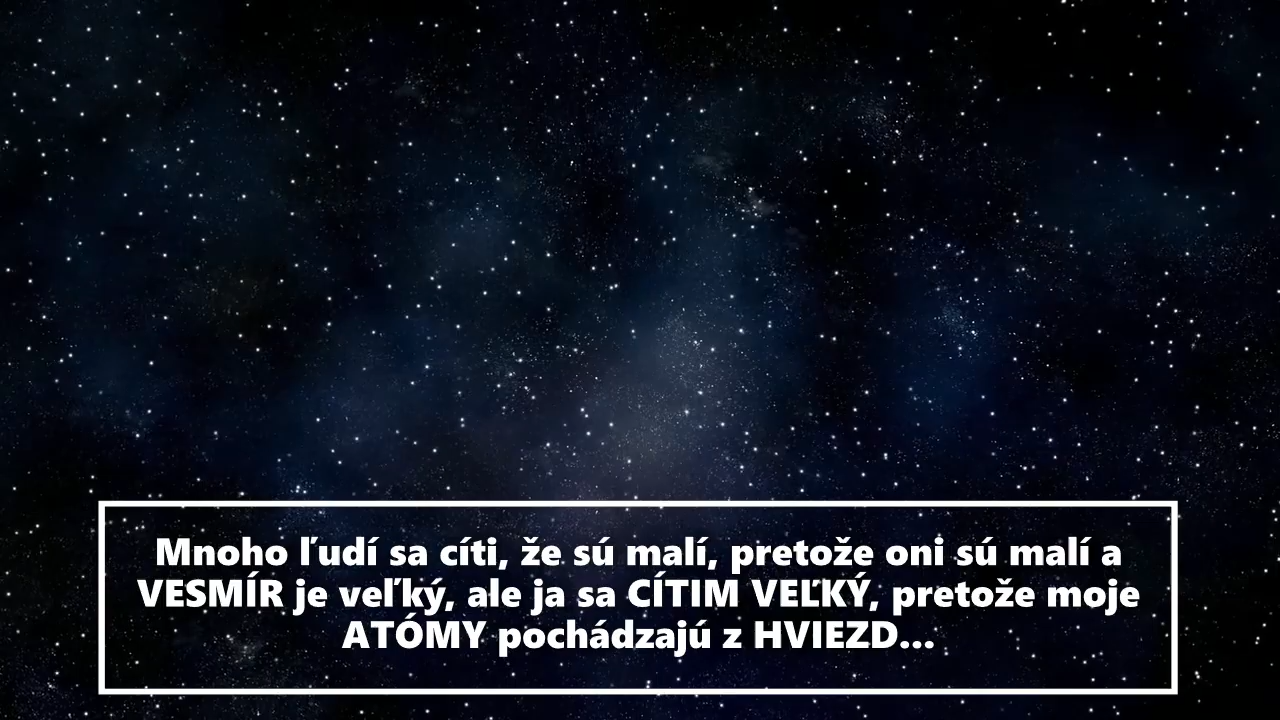 Mnoho ľudí sa cíti, že sú malí, pretože oni sú malí a
VESMÍR je veľký, ale ja sa CÍTIM VEĽKÝ, pretože moje
ATÓMY pochádzajú z HVIEZD...